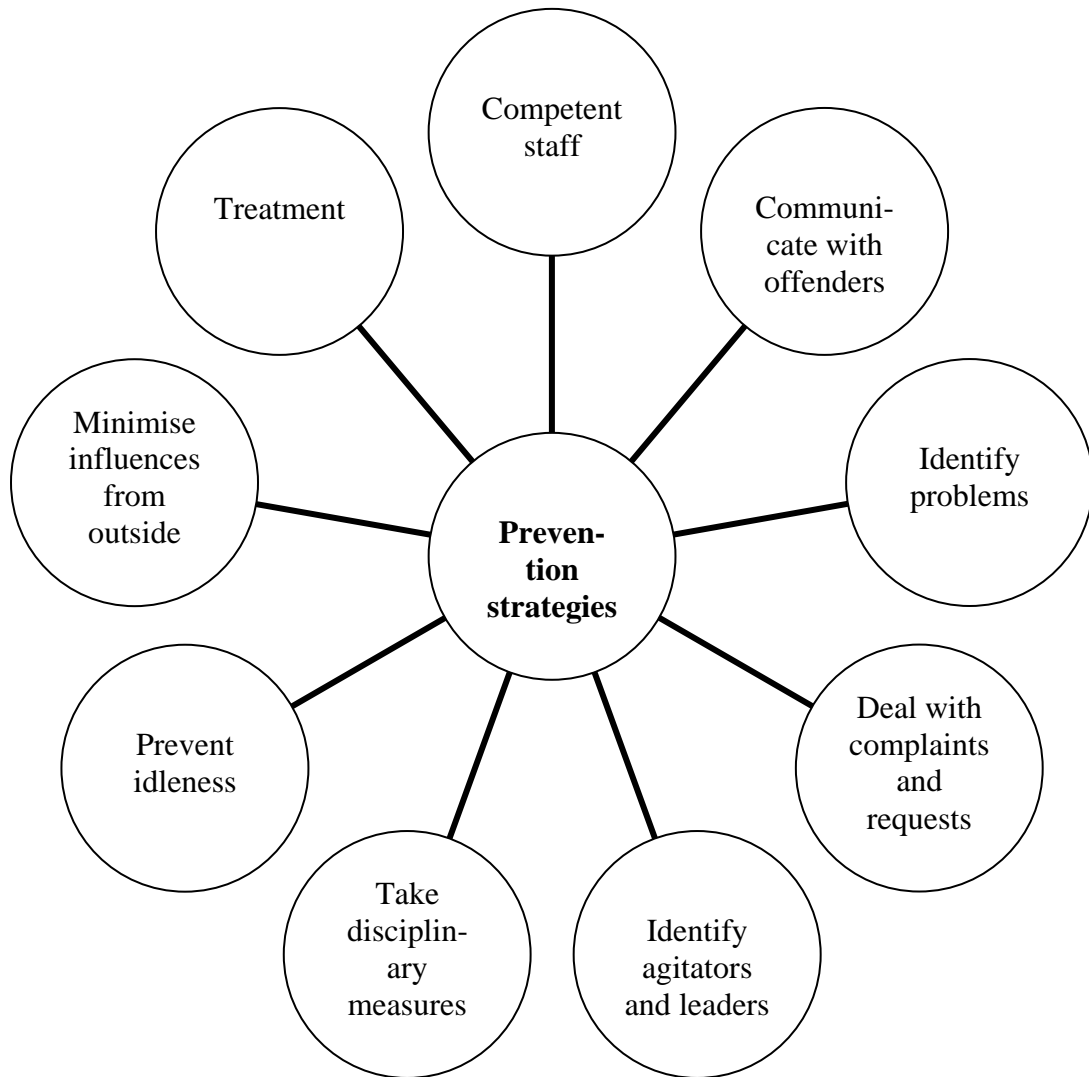 Competent
staff
Communi-
cate with
offenders
Identify
problems
Deal with
complaints
and
requests
Identify
agitators
and leaders
Take
disciplin-
ary
measures
Prevent
idleness
Minimise
influences
from
outside
Treatment
Preven-
tion
strategies